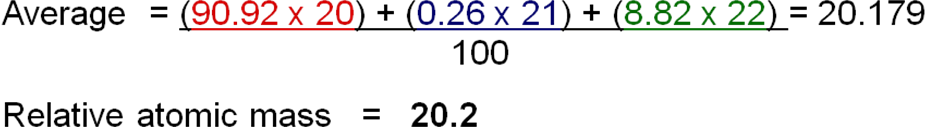 Average = (90.92 x 20) + (0.26 x 21) + (8.82 x 22) = 20.179
100
Relative atomic mass = 20.2